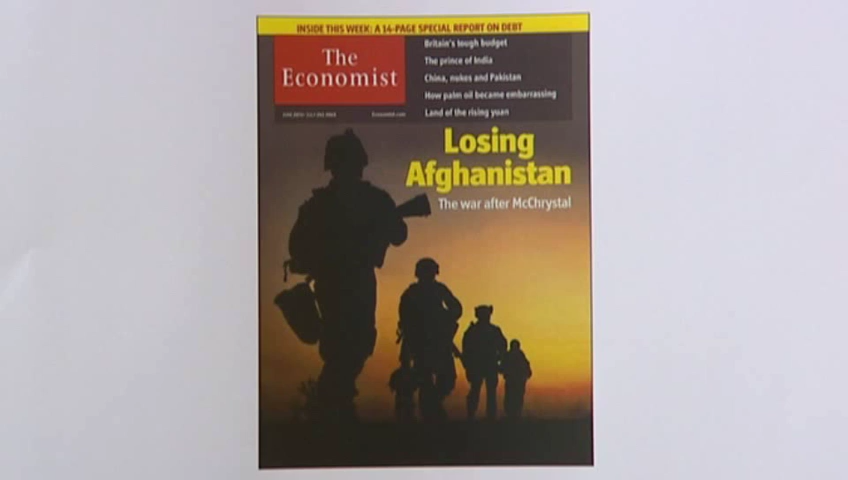 INSIDE THIS WEEK: A 14-PAGE SPECIAL REPORT ON DEBT
The
Economist
Britain's tough budget
The prince of India
China, nukes and Pakistan
How palm oil became embarrassing
Land of the rising yuan
Economist.com
Losing
Afghanistan
The war after McChrystal